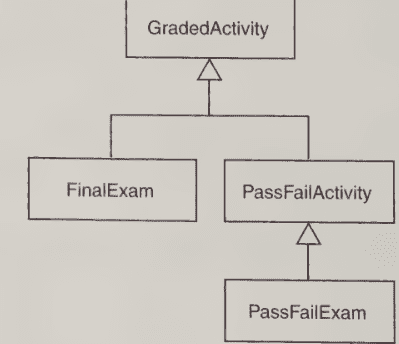 GradedActivity
FinalExam
PassFailActivity
PassFailExam